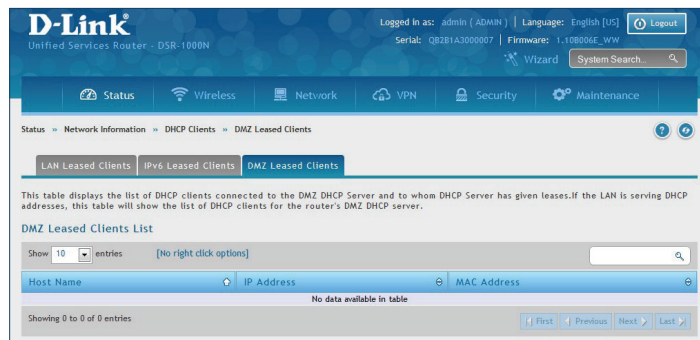 D-Link®
Unified Services Router - DSR-1000N
Logged in as: admin ( ADMIN ) | Language: English [US]
Logout
Serial: QB2B1A3000007 | Firmware: 1.10B006E_WW
Wizard
System Search...
Status
Wireless
Network
VPN
Security
Maintenance
Status » Network Information » DHCP Clients » DMZ Leased Clients
LAN Leased Clients
IPv6 Leased Clients
DMZ Leased Clients
This table displays the list of DHCP clients connected to the DMZ DHCP Server and to whom DHCP Server has given leases.If the LAN is serving DHCP
addresses, this table will show the list of DHCP clients for the router's DMZ DHCP server.
DMZ Leased Clients List
Show 10 entries
[No right click options]
Host Name
IP Address
MAC Address
No data available in table
Showing 0 to 0 of 0 entries
First
Previous
Next
Last